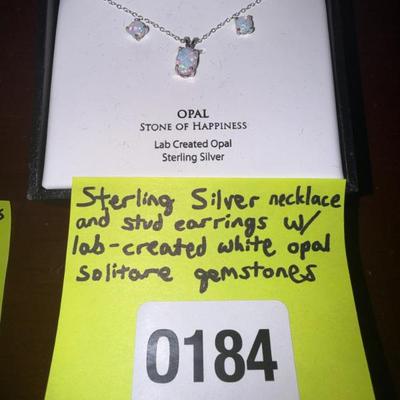 OPAL
STONE OF HAPPINESS
Lab Created Opal
Sterling Silver
Sterling Silver necklace
and stud earrings w/
lab-created white opal
solitare gemstones
0184